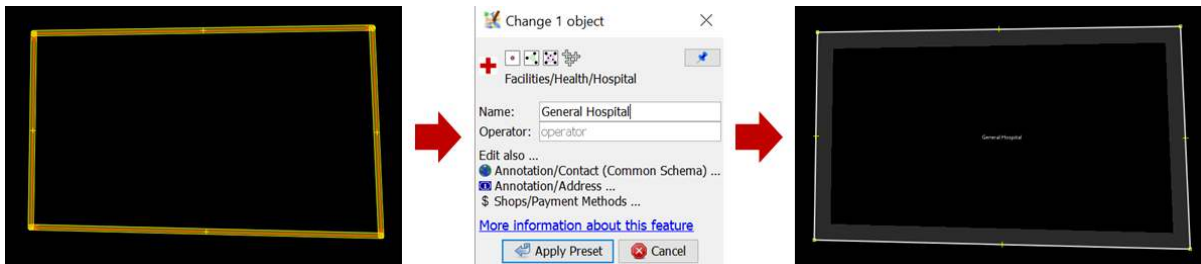 Change 1 object
Facilities/Health/Hospital
Name: General Hospital
Operator: operator
Edit also ...
Annotation/Contact (Common Schema) ...
Annotation/Address ...
$ Shops/Payment Methods ...
More information about this feature
Apply Preset Cancel
General Hospital